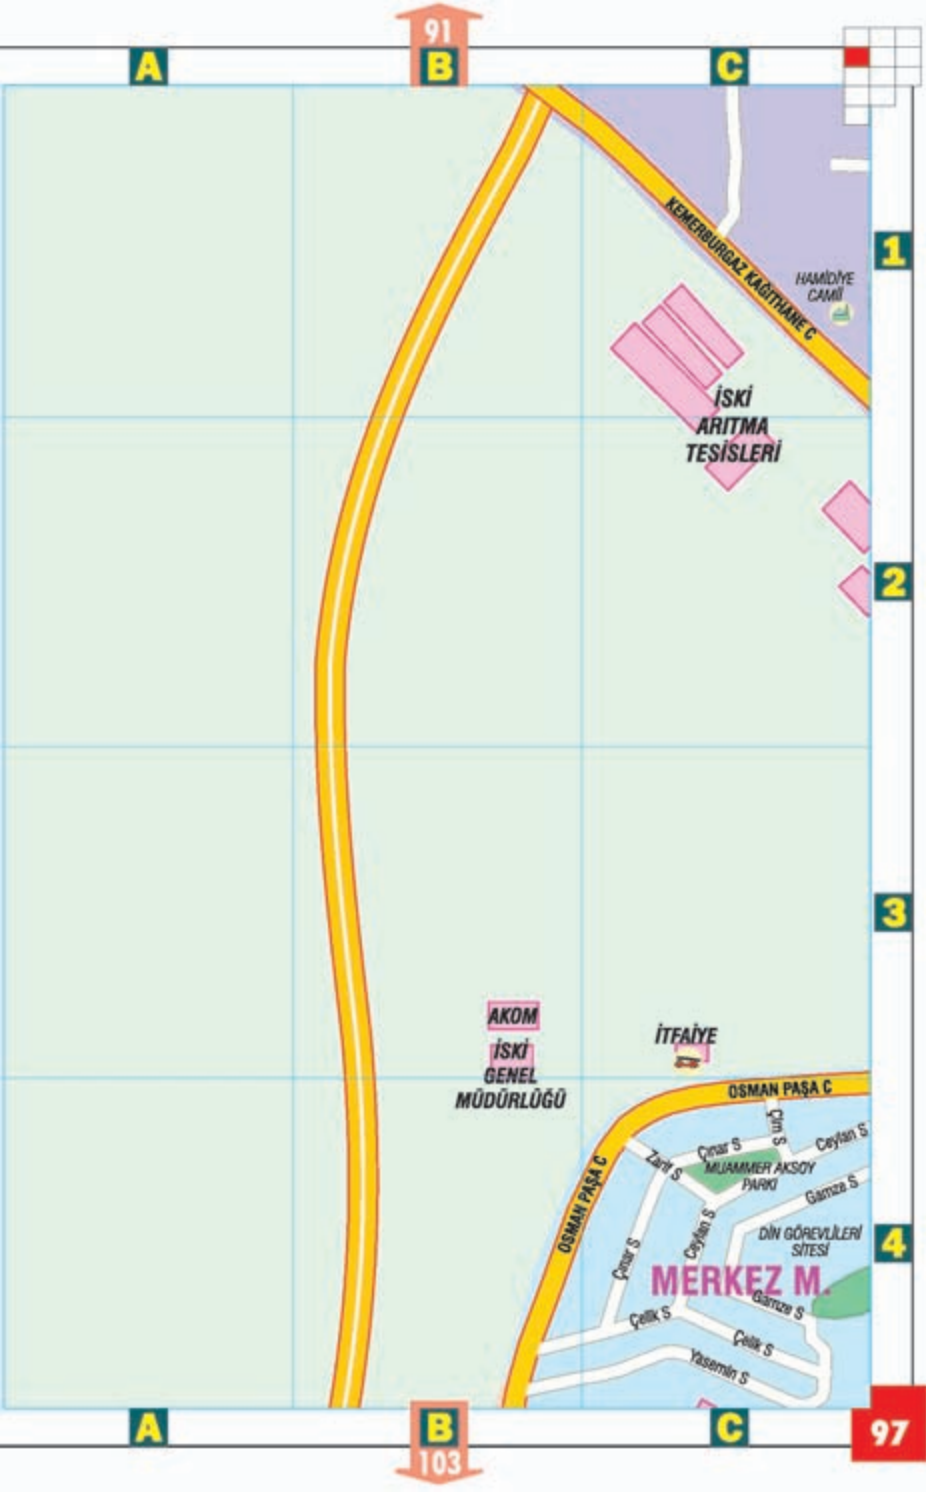 91
A
B
C
KEMERBURGAZ KAĞITHANE C
1
HAMİDİYE
CAMİİ
İSKİ
ARITMA
TESİSLERİ
2
3
AKOM
İSKİ
GENEL
MÜDÜRLÜĞÜ
İTFAİYE
OSMAN PAŞA C
Çim S
Çınar S
Ceylan S
Zarif S
MUAMMER AKSOY
PARKI
Gamze S
OSMAN PAŞA C
Ceylan S
DİN GÖREVLİLERİ
SİTESİ
4
Çınar S
MERKEZ M.
Gamze S
Çelik S
Çelik S
Yasemin S
A
B
C
97
103